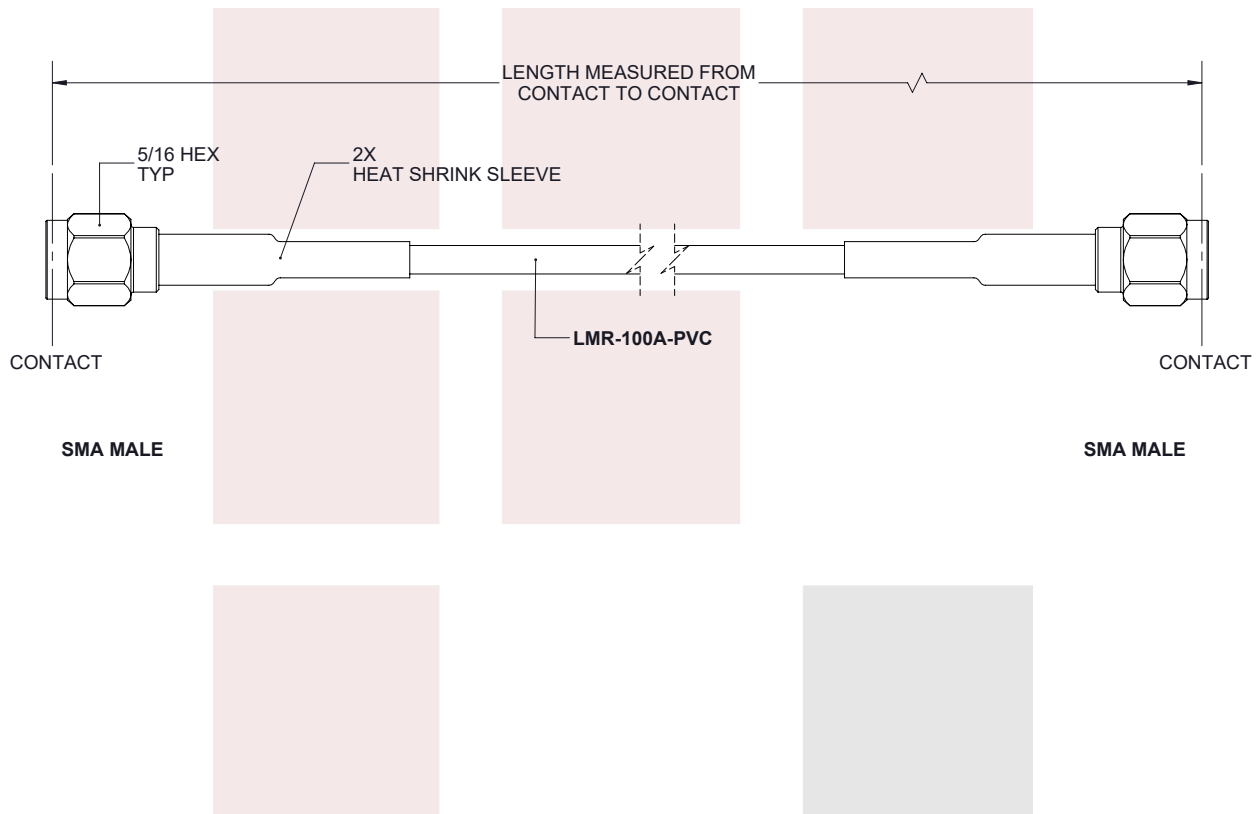 LENGTH MEASURED FROM
CONTACT TO CONTACT
5/16 HEX
TYP
2X
HEAT SHRINK SLEEVE
LMR-100A-PVC
CONTACT
CONTACT
SMA MALE
SMA MALE